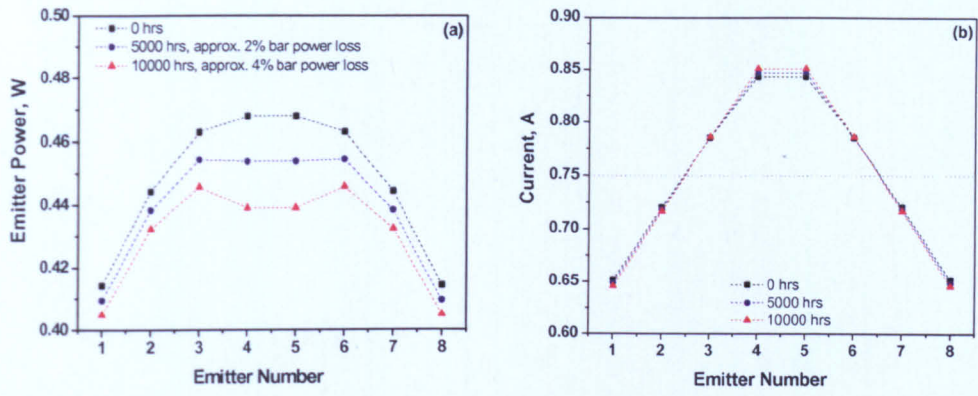 (a)
0 hrs
5000 hrs, approx. 2% bar power loss
10000 hrs, approx. 4% bar power loss
Emitter Power, W
0.50
0.48
0.46
0.44
0.42
0.40
1 2 3 4 5 6 7 8
Emitter Number
(b)
Current, A
0.90
0.85
0.80
0.75
0.70
0.65
0.60
0 hrs
5000 hrs
10000 hrs
1 2 3 4 5 6 7 8
Emitter Number